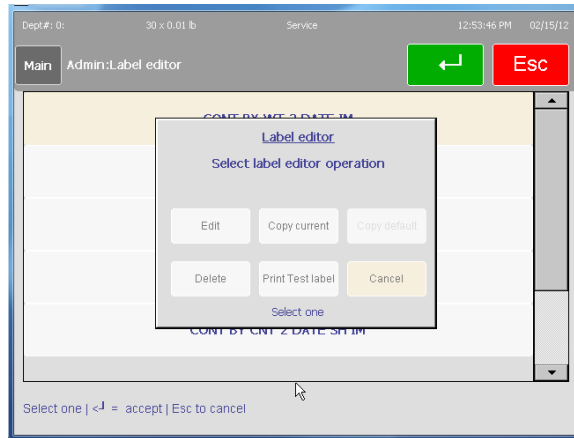 Dept#: 0: 30 x 0.01 lb Service 12:53:46 PM 02/15/12
Main Admin:Label editor Esc
Label editor
Select label editor operation
Edit Copy current Copy default
Delete Print Test label Cancel
Select one
CONT BY CNT 2 DATE SH IM
Select one | <┘ = accept | Esc to cancel